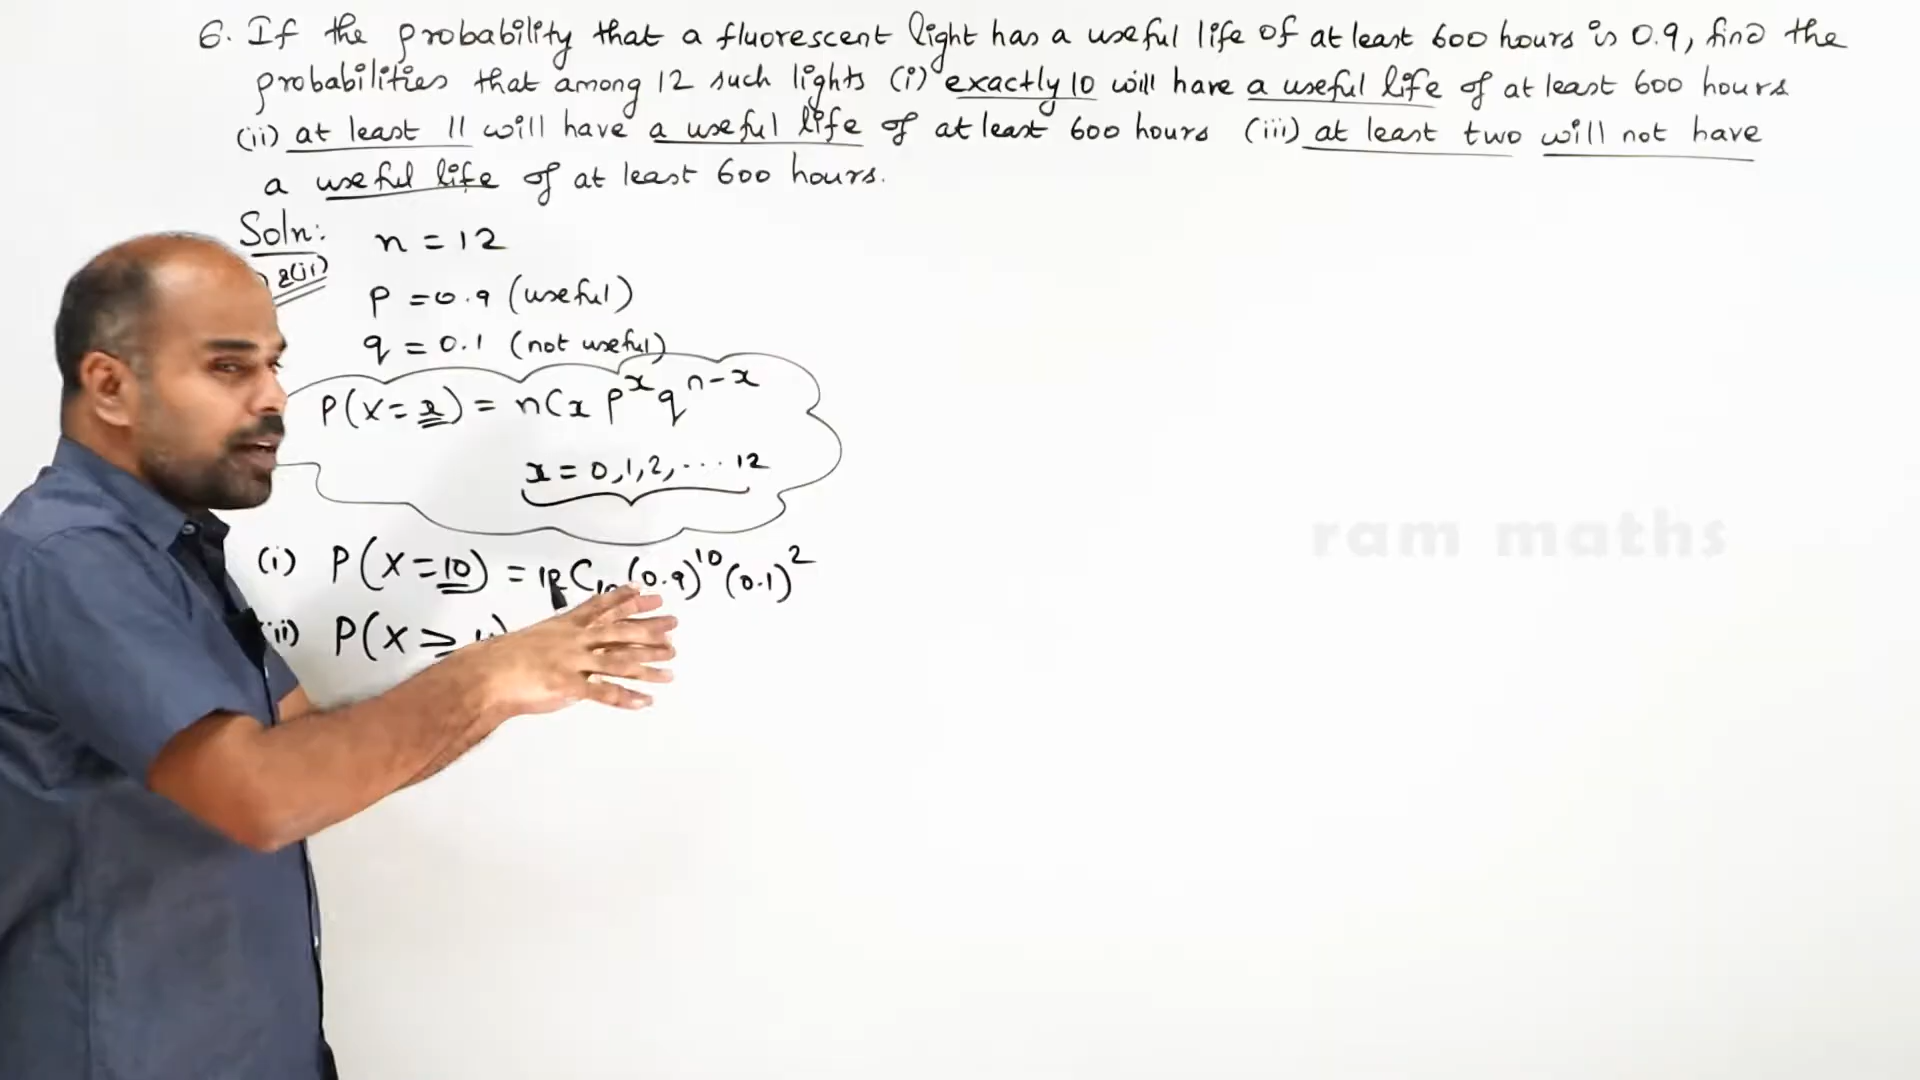 6. If the probability that a fluorescent light has a useful life of at least 600 hours is 0.9, find the
probabilities that among 12 such lights (i) exactly 10 will have a useful life of at least 600 hours
(ii) at least 11 will have a useful life of at least 600 hours (iii) at least two will not have
a useful life of at least 600 hours.
Soln:
2(ii)
n = 12
p = 0.9 (useful)
q = 0.1 (not useful)
P(X = x) = nCx p^x q^n-x
x = 0,1,2,...12
(i) P(X = 10) = 12C10 (0.9)^10 (0.1)^2
(ii) P(X ≥ 11)
ram maths